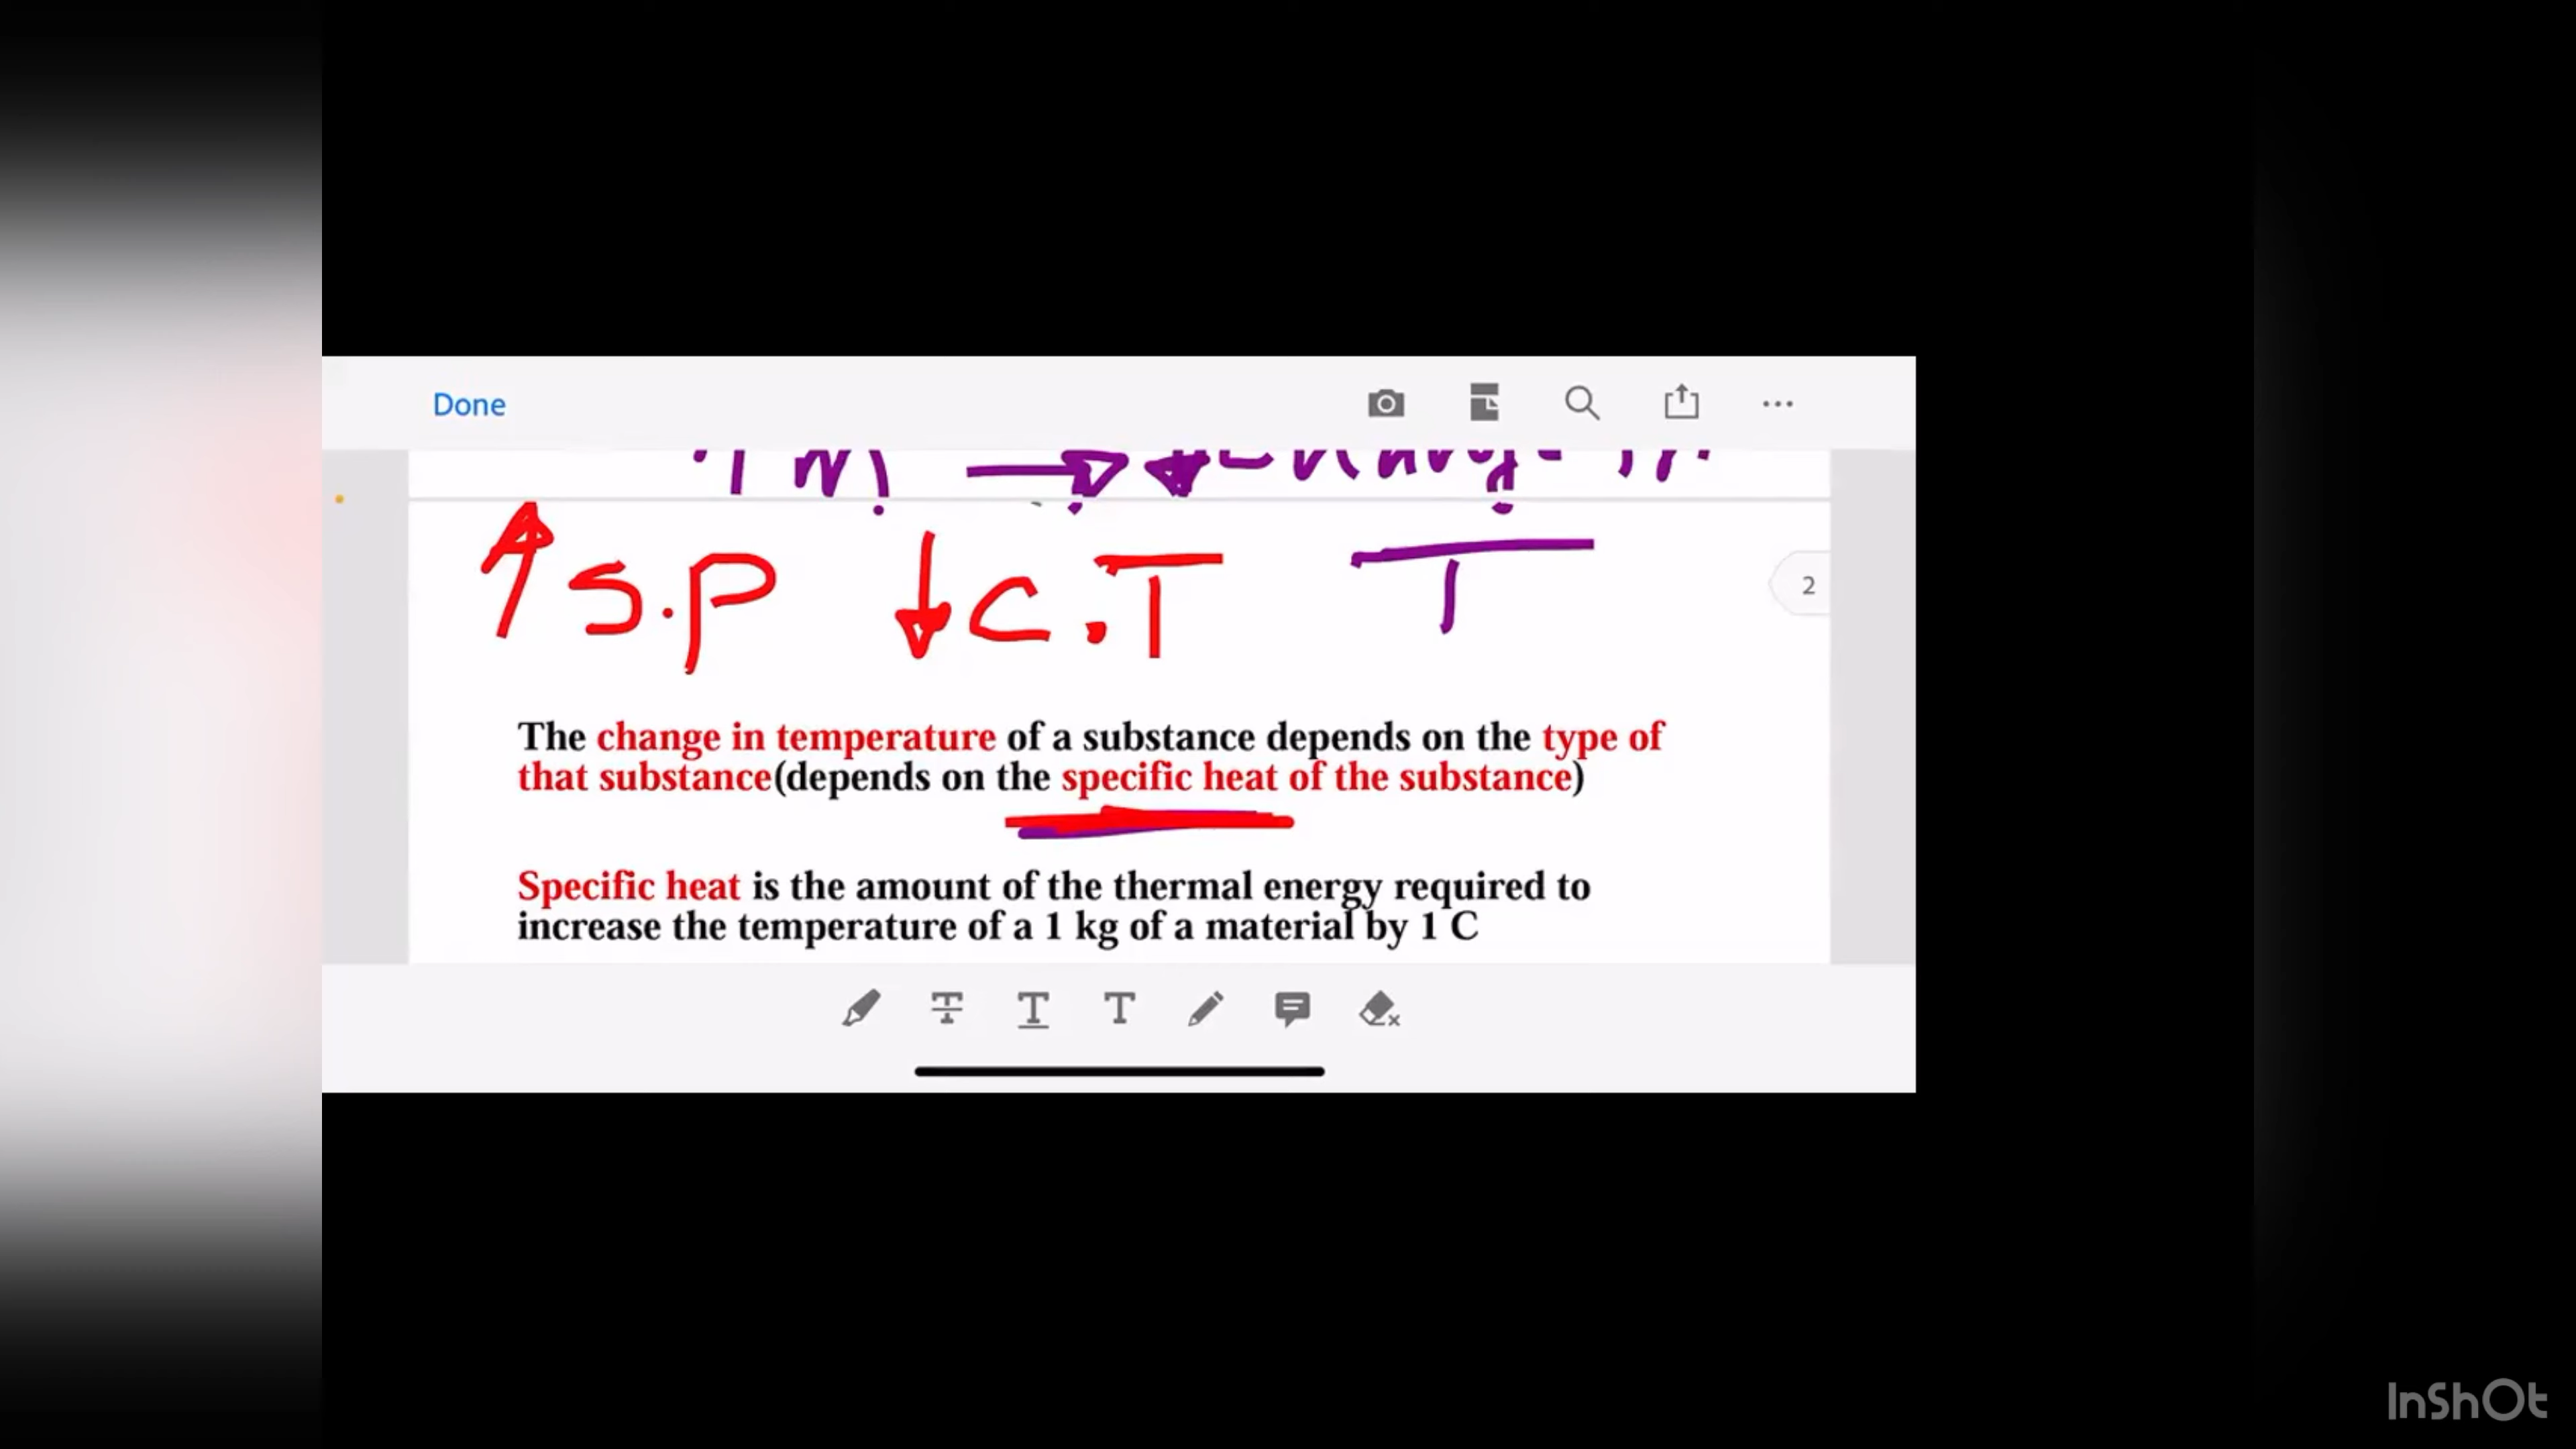 Done
S.P C.T T
2
The change in temperature of a substance depends on the type of
that substance(depends on the specific heat of the substance)
Specific heat is the amount of the thermal energy required to
increase the temperature of a 1 kg of a material by 1 C
InShOt